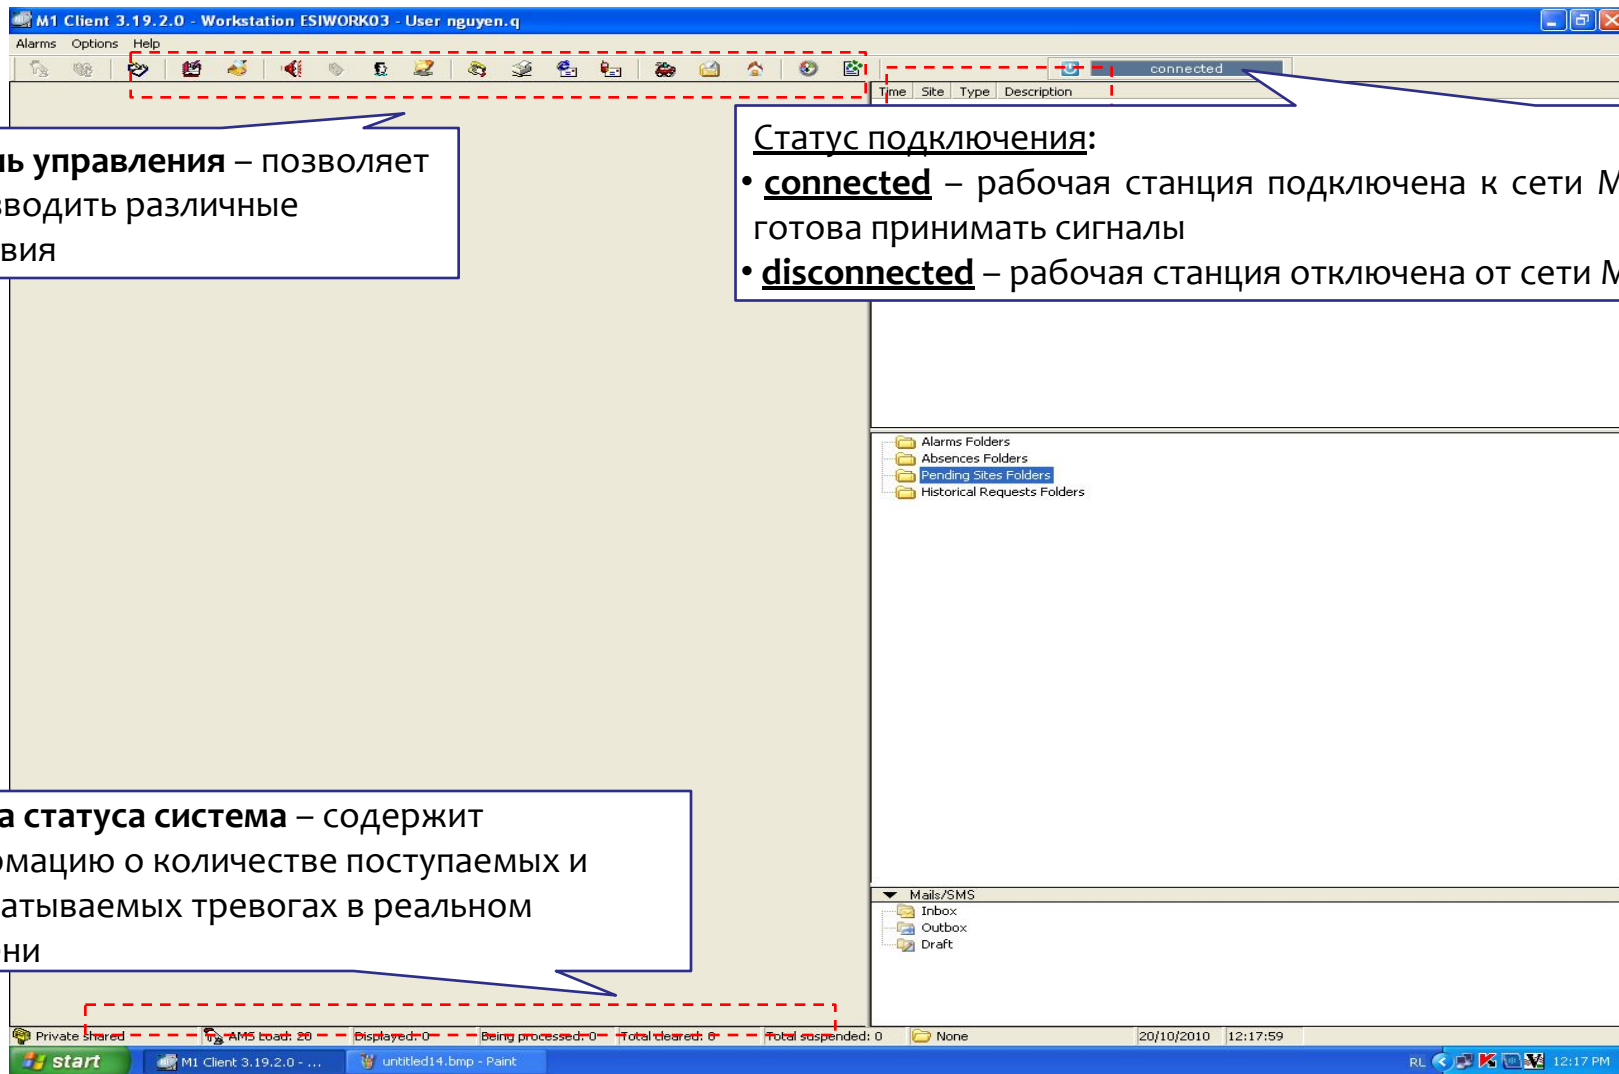 M1 Client 3.19.2.0 - Workstation ESIWORK03 - User nguyen.q
Alarms Options Help
connected
Time Site Type Description
ль управления – позволяет
зводить различные
вия
Статус подключения:
• connected – рабочая станция подключена к сети M
готова принимать сигналы
• disconnected – рабочая станция отключена от сети M
Alarms Folders
Absences Folders
Pending Sites Folders
Historical Requests Folders
а статуса система – содержит
рмацию о количестве поступаемых и
атываемых тревогах в реальном
ени
Mails/SMS
Inbox
Outbox
Draft
Private shared AMS Load: 20 Displayed: 0 Being processed: 0 Total cleared: 0 Total suspended: 0 None 20/10/2010 12:17:59
start M1 Client 3.19.2.0 - ... untitled14.bmp - Paint RL 12:17 PM